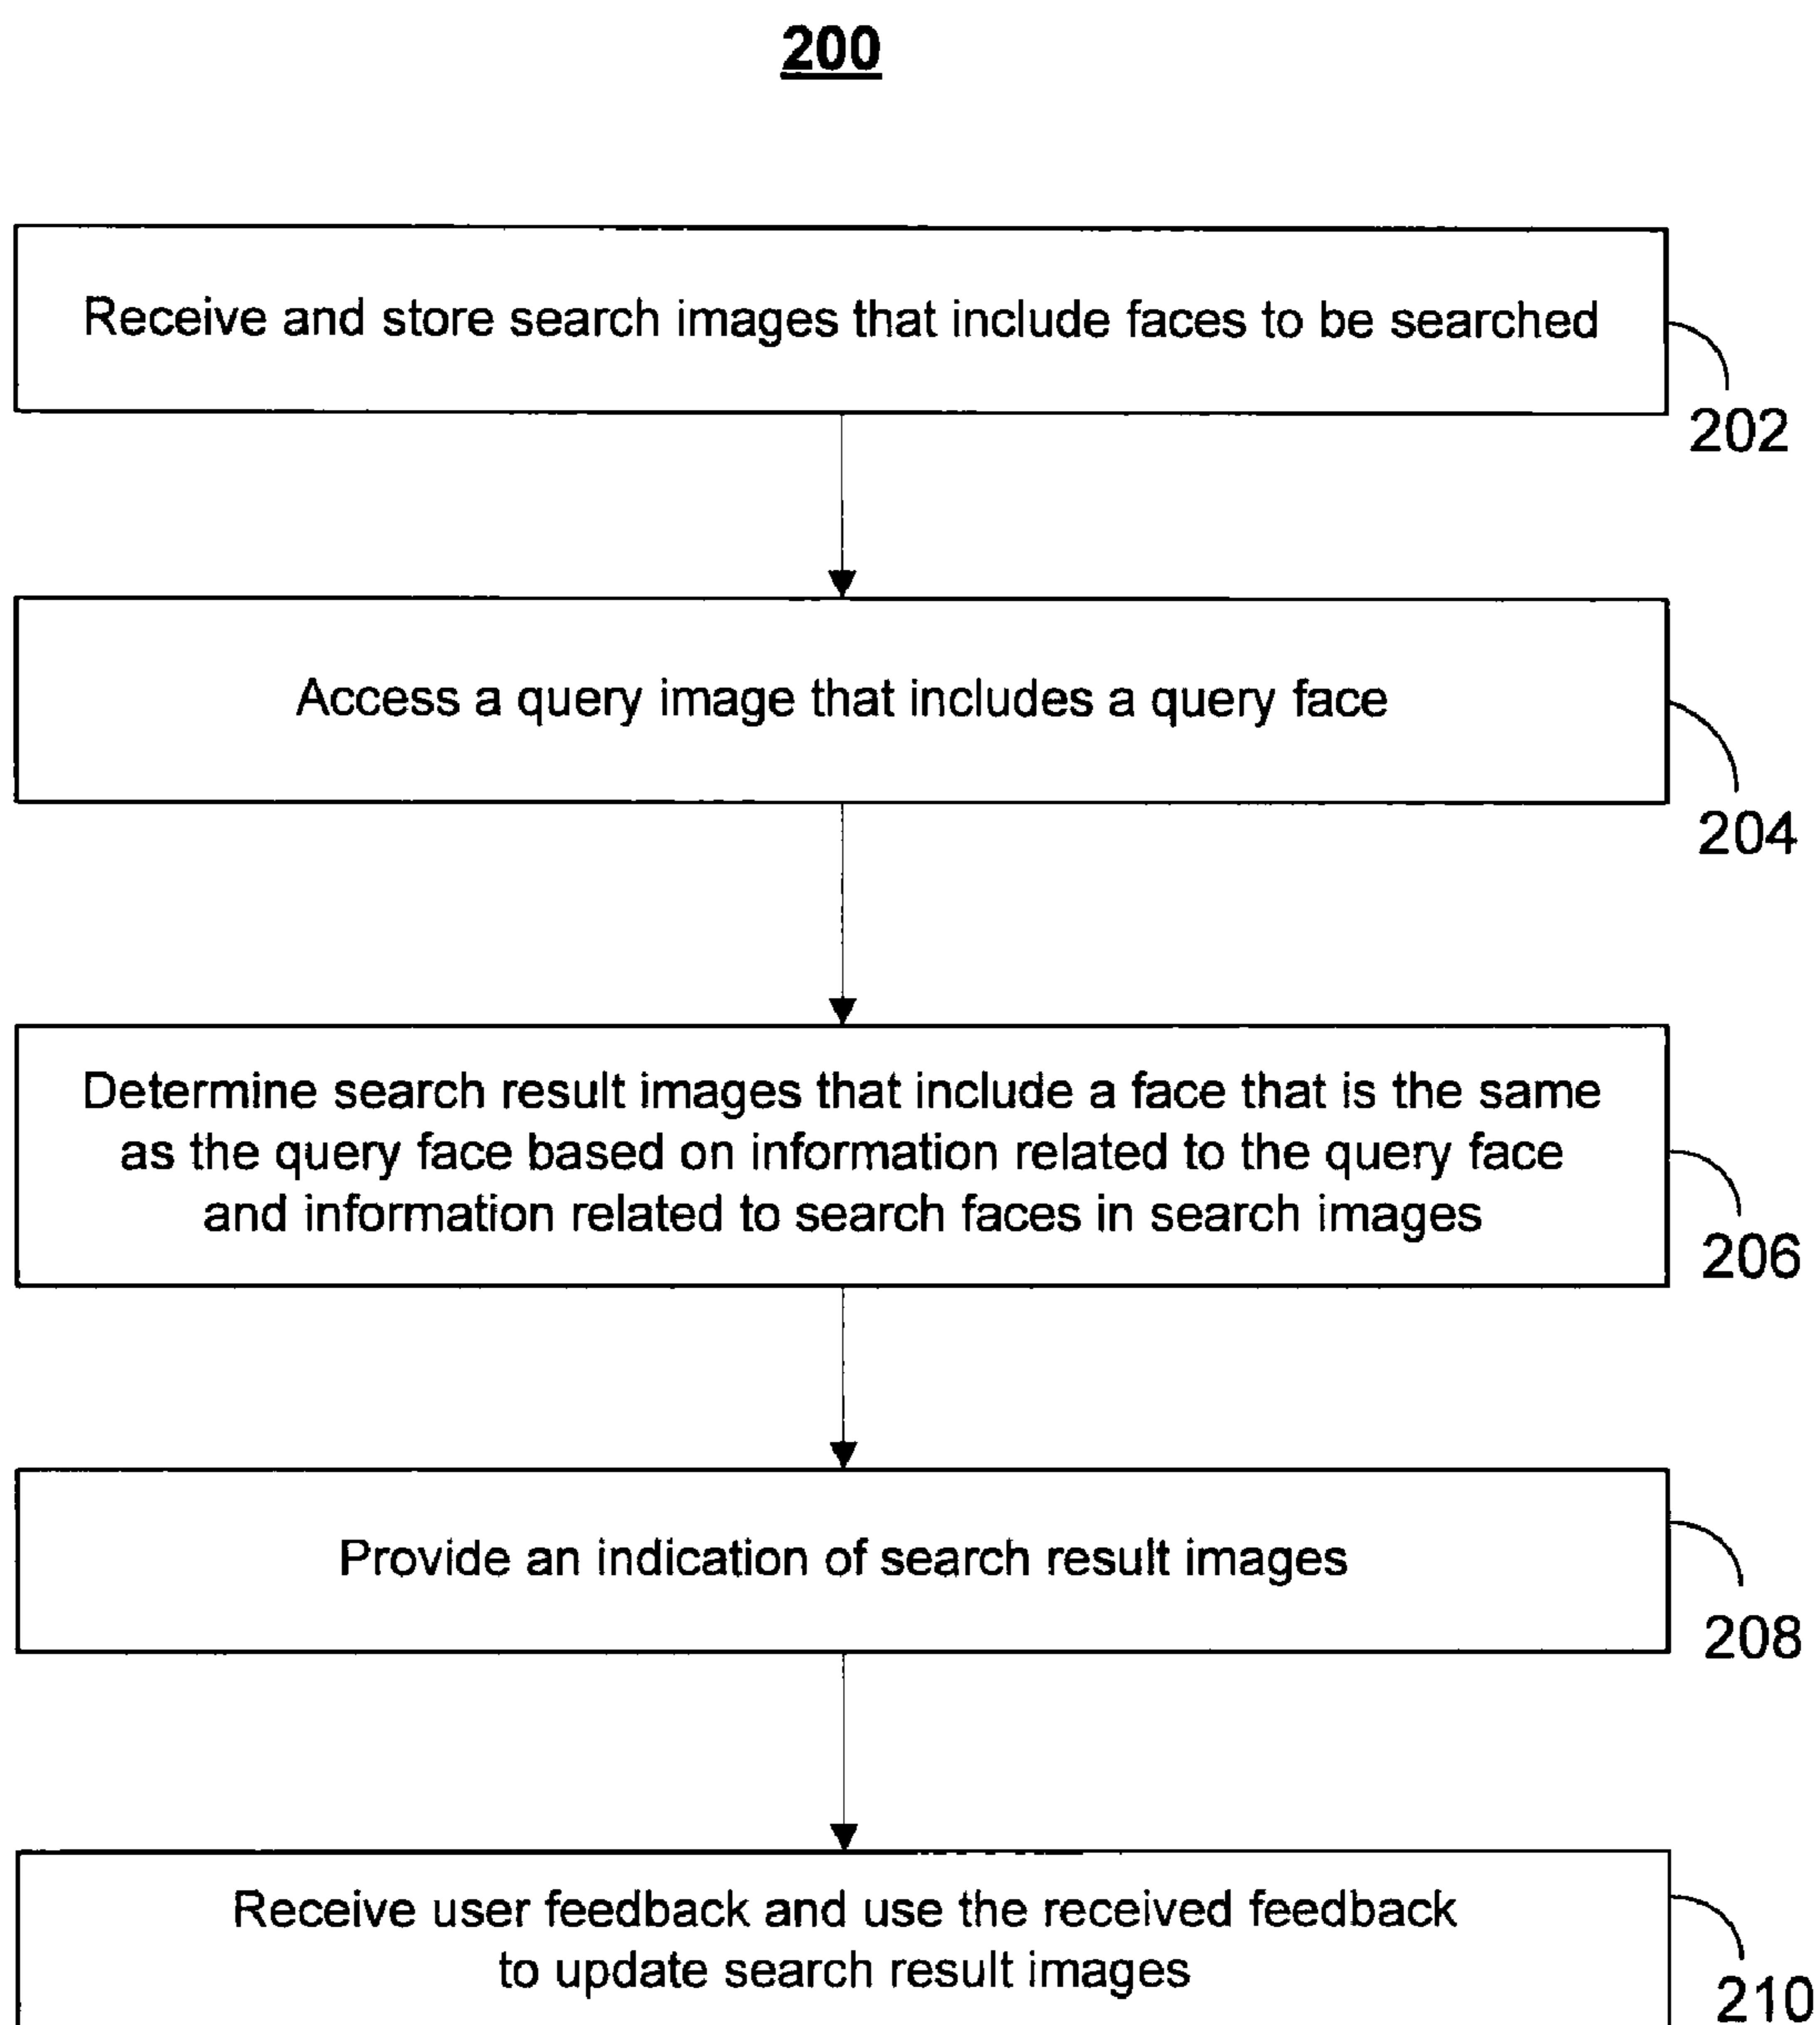 200
Receive and store search images that include faces to be searched
202
Access a query image that includes a query face
204
Determine search result images that include a face that is the same
as the query face based on information related to the query face
and information related to search faces in search images
206
Provide an indication of search result images
208
Receive user feedback and use the received feedback
to update search result images
210